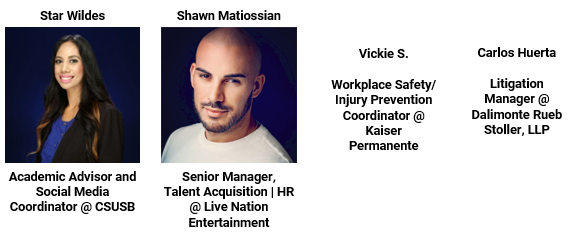 Star Wildes
Academic Advisor and
Social Media
Coordinator @ CSUSB
Shawn Matiossian
Senior Manager,
Talent Acquisition | HR
@ Live Nation
Entertainment
Vickie S.
Workplace Safety/
Injury Prevention
Coordinator @
Kaiser
Permanente
Carlos Huerta
Litigation
Manager @
Dalimonte Rueb
Stoller, LLP